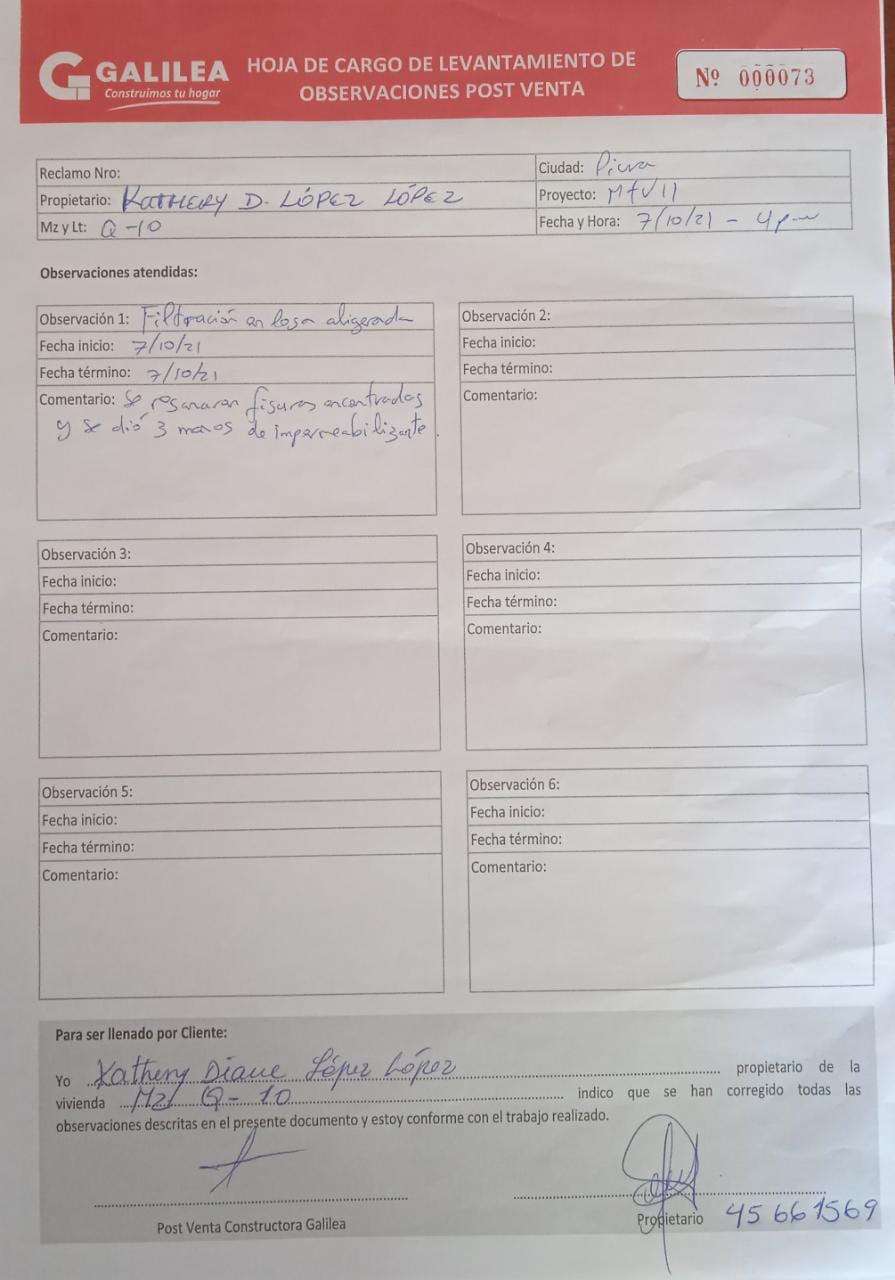 GALILEA
Construimos tu hogar
HOJA DE CARGO DE LEVANTAMIENTO DE
OBSERVACIONES POST VENTA
Nº 000073
Reclamo Nro:
Ciudad: Piura
Propietario: KATHERY D. LÓPEZ LÓPEZ
Proyecto: MFVII
Mz y Lt: Q-10
Fecha y Hora: 7/10/21 - 4pm
Observaciones atendidas:
Observación 1: Filtración en losa aligerada
Fecha inicio: 7/10/21
Fecha término: 7/10/21
Comentario: Se resanaron fisuras encontradas
y se dió 3 manos de impermeabilizante.
Observación 2:
Fecha inicio:
Fecha término:
Comentario:
Observación 3:
Fecha inicio:
Fecha término:
Comentario:
Observación 4:
Fecha inicio:
Fecha término:
Comentario:
Observación 5:
Fecha inicio:
Fecha término:
Comentario:
Observación 6:
Fecha inicio:
Fecha término:
Comentario:
Para ser llenado por Cliente:
Yo Kathery Diane López López propietario de la
vivienda Mz Q-10 indico que se han corregido todas las
observaciones descritas en el presente documento y estoy conforme con el trabajo realizado.
Post Venta Constructora Galilea
Propietario 45661569